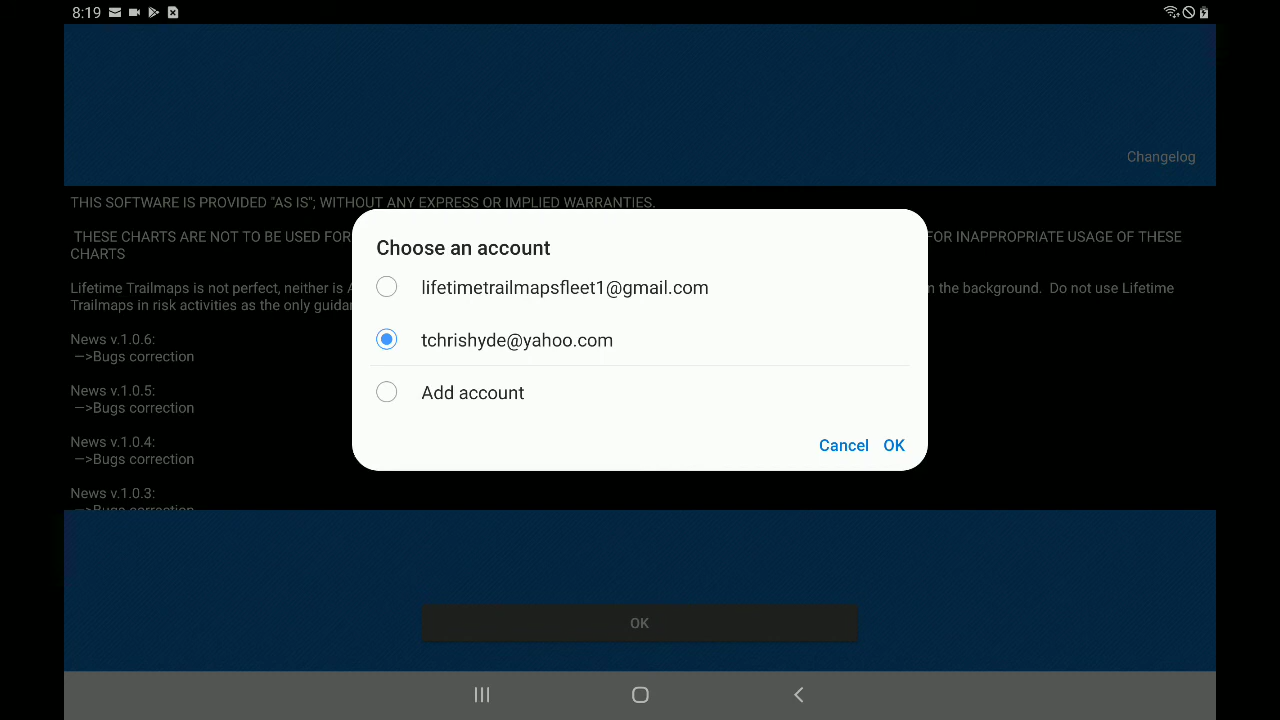 8:19
Changelog
THIS SOFTWARE IS PROVIDED "AS IS"; WITHOUT ANY EXPRESS OR IMPLIED WARRANTIES.
THESE CHARTS ARE NOT TO BE USED FOR
FOR INAPPROPRIATE USAGE OF THESE
CHARTS
Lifetime Trailmaps is not perfect, neither is
n the background. Do not use Lifetime
Trailmaps in risk activities as the only
News v.1.0.6:
—>Bugs correction
News v.1.0.5:
—>Bugs correction
News v.1.0.4:
—>Bugs correction
News v.1.0.3:
—>Bugs correction
Choose an account
lifetimetrailmapsfleet1@gmail.com
tchrishyde@yahoo.com
Add account
Cancel OK
OK